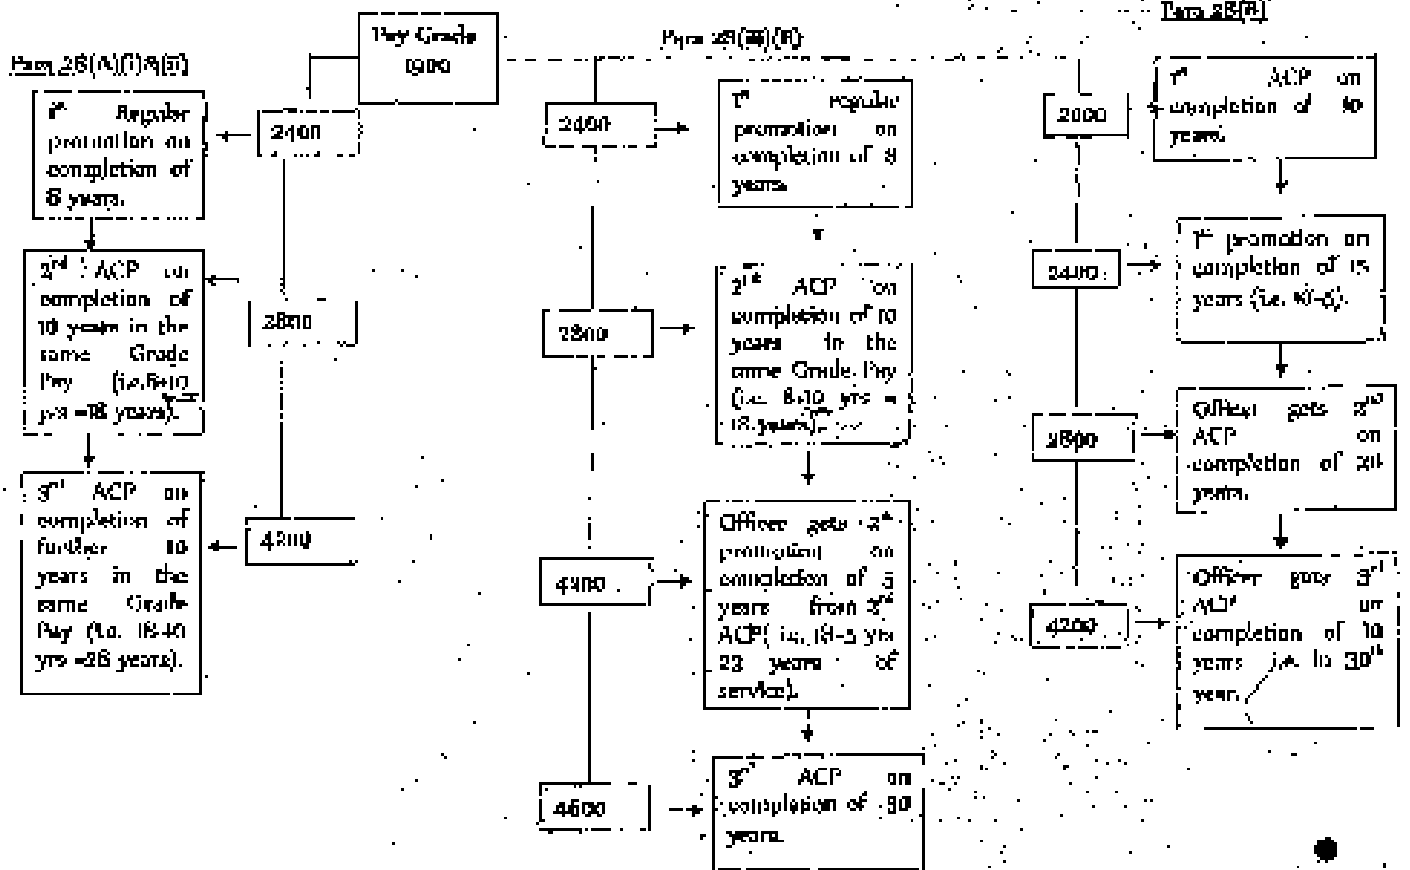 Para 28(B)
Pay Grade
1900
Para 28(A)(i)&(ii)
1st Regular
promotion on
completion of
8 years.
2400
2nd ACP on
completion of
10 years in the
same Grade
Pay (i.e. 8+10
yrs =18 years).
2800
3rd ACP on
completion of
further 10
years in the
same Grade
Pay (i.e. 18+10
yrs =28 years).
4200
2400
1st regular
promotion on
completion of 8
years.
2800
2nd ACP on
completion of 10
years in the
same Grade Pay
(i.e. 8+10 yrs =
18 years).
4200
Officer gets 2nd
promotion on
completion of 5
years from 2nd
ACP( i.e. 18+5 yrs
23 years of
service).
4600
3rd ACP on
completion of 30
years.
2000
1st ACP on
completion of 10
years.
2400
1st promotion on
completion of 15
years (i.e. 10+5).
2800
Officer gets 2nd
ACP on
completion of 20
years.
4200
Officer gets 3rd
ACP on
completion of 10
years i.e. in 30th
year.